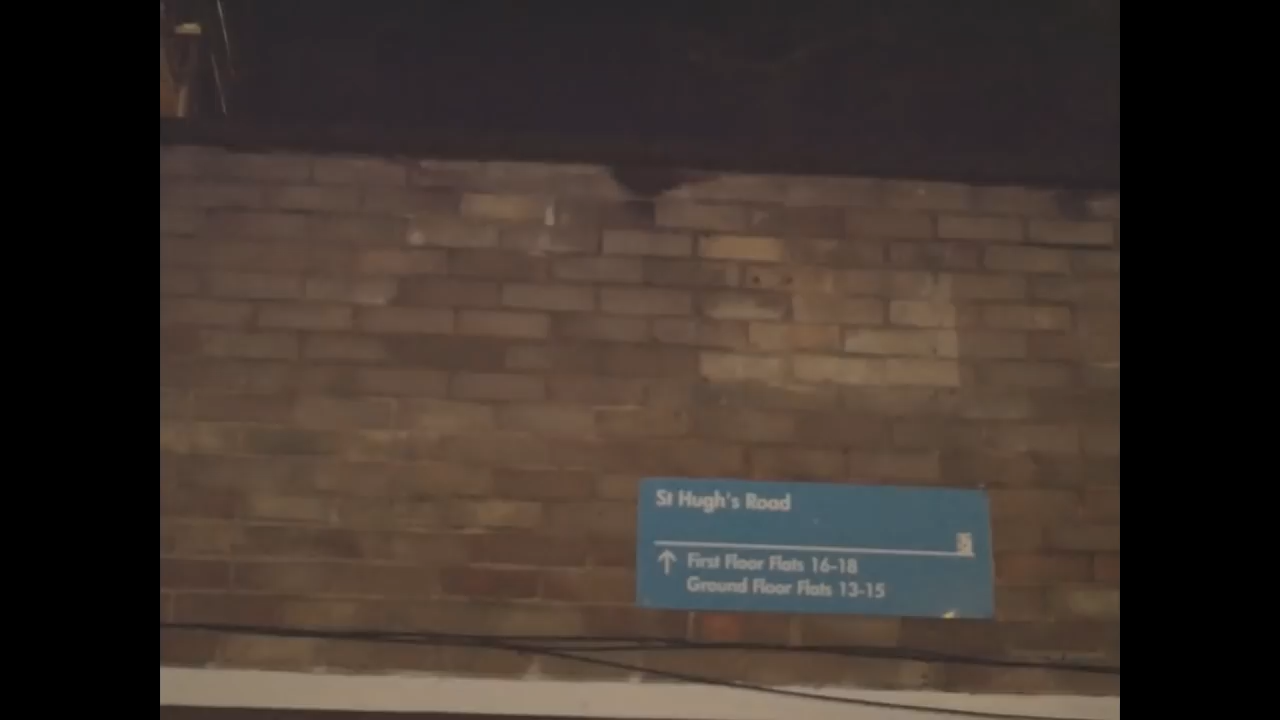 St Hugh's Road
↑ First Floor Flats 16-18
Ground Floor Flats 13-15